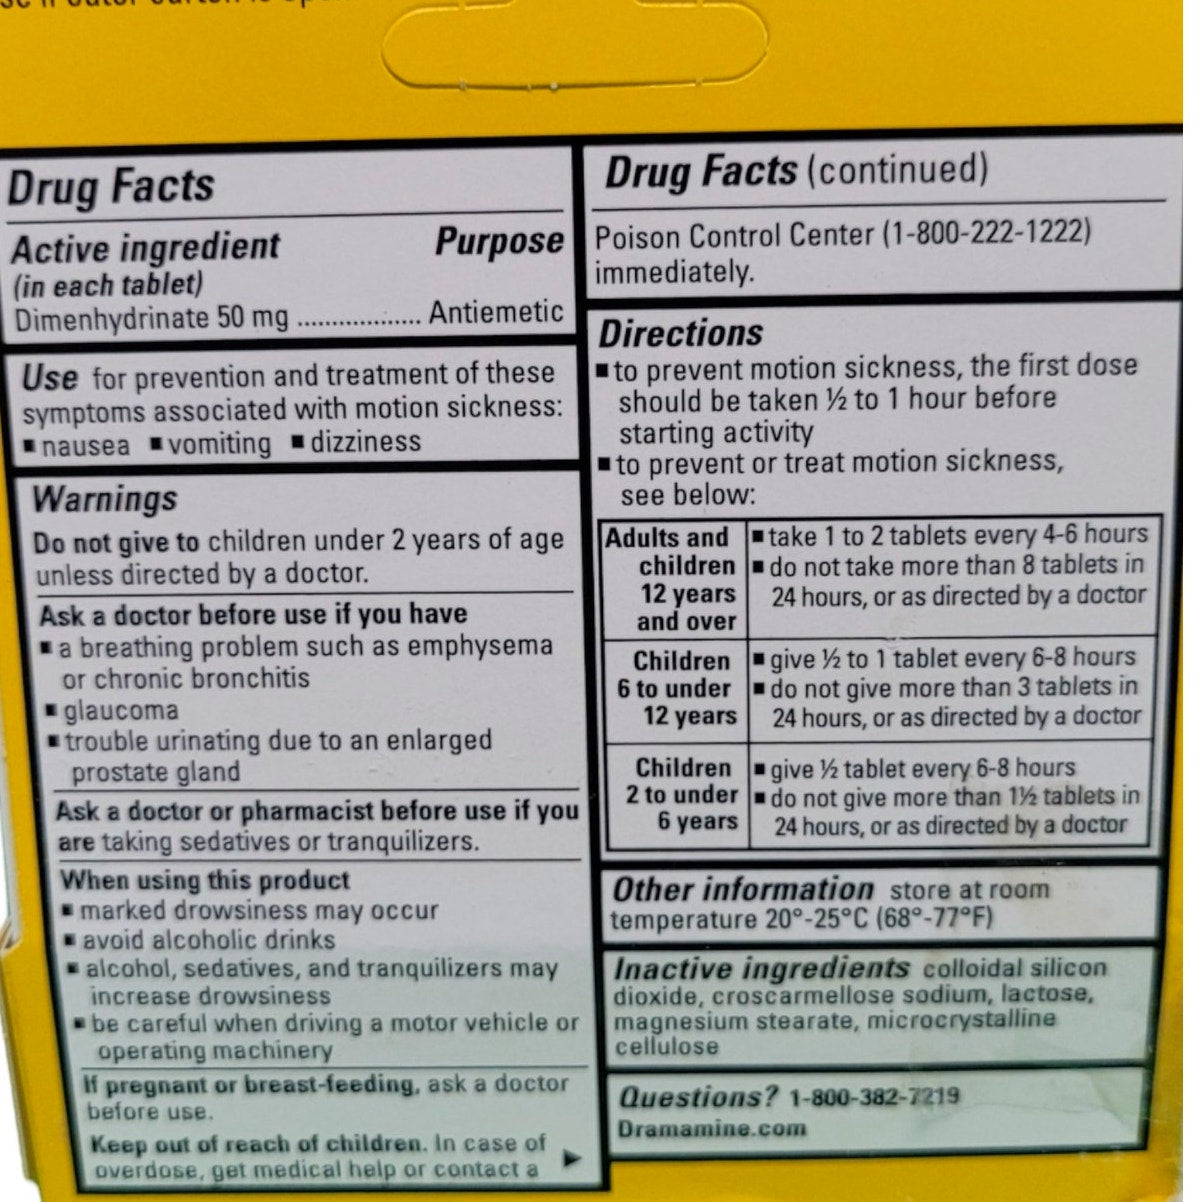 Drug Facts
Active ingredient Purpose
(in each tablet)
Dimenhydrinate 50 mg .................. Antiemetic
Use for prevention and treatment of these
symptoms associated with motion sickness:
▪ nausea ▪ vomiting ▪ dizziness
Warnings
Do not give to children under 2 years of age
unless directed by a doctor.
Ask a doctor before use if you have
▪ a breathing problem such as emphysema
or chronic bronchitis
▪ glaucoma
▪ trouble urinating due to an enlarged
prostate gland
Ask a doctor or pharmacist before use if you
are taking sedatives or tranquilizers.
When using this product
▪ marked drowsiness may occur
▪ avoid alcoholic drinks
▪ alcohol, sedatives, and tranquilizers may
increase drowsiness
▪ be careful when driving a motor vehicle or
operating machinery
If pregnant or breast-feeding, ask a doctor
before use.
Keep out of reach of children. In case of
overdose, get medical help or contact a ▶
Drug Facts (continued)
Poison Control Center (1-800-222-1222)
immediately.
Directions
▪ to prevent motion sickness, the first dose
should be taken ½ to 1 hour before
starting activity
▪ to prevent or treat motion sickness,
see below:
Adults and ▪ take 1 to 2 tablets every 4-6 hours
children ▪ do not take more than 8 tablets in
12 years 24 hours, or as directed by a doctor
and over
Children ▪ give ½ to 1 tablet every 6-8 hours
6 to under ▪ do not give more than 3 tablets in
12 years 24 hours, or as directed by a doctor
Children ▪ give ½ tablet every 6-8 hours
2 to under ▪ do not give more than 1½ tablets in
6 years 24 hours, or as directed by a doctor
Other information store at room
temperature 20°-25°C (68°-77°F)
Inactive ingredients colloidal silicon
dioxide, croscarmellose sodium, lactose,
magnesium stearate, microcrystalline
cellulose
Questions? 1-800-382-7219
Dramamine.com